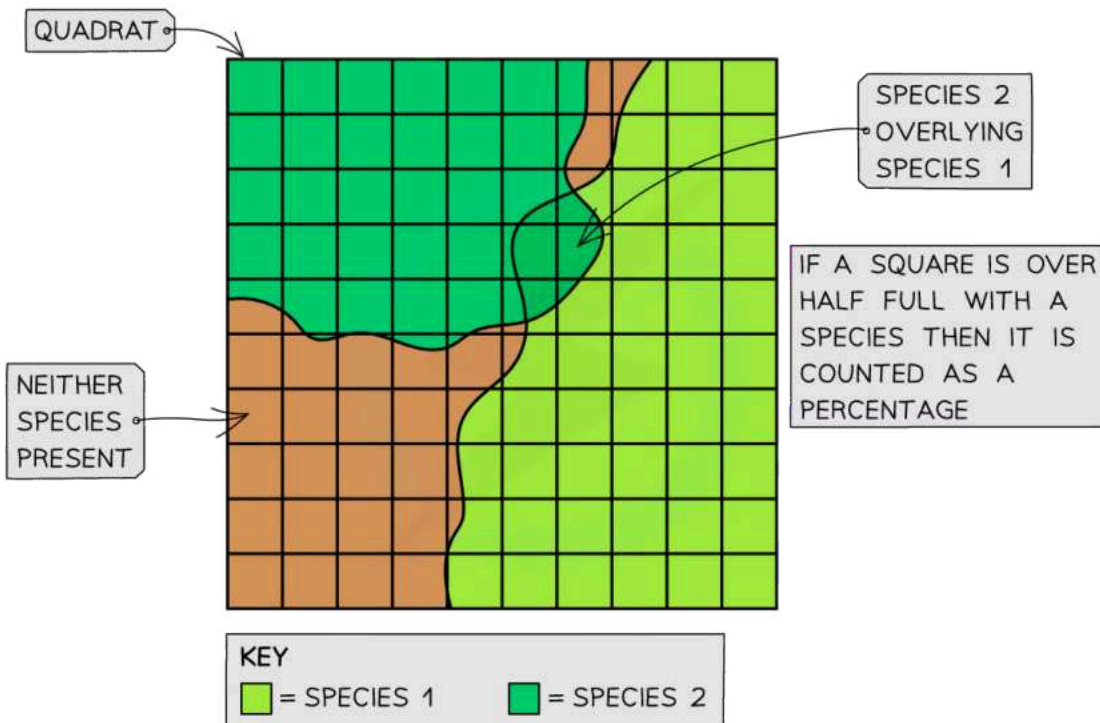 QUADRAT
SPECIES 2
OVERLYING
SPECIES 1
IF A SQUARE IS OVER
HALF FULL WITH A
SPECIES THEN IT IS
COUNTED AS A
PERCENTAGE
NEITHER
SPECIES
PRESENT
KEY
= SPECIES 1 = SPECIES 2